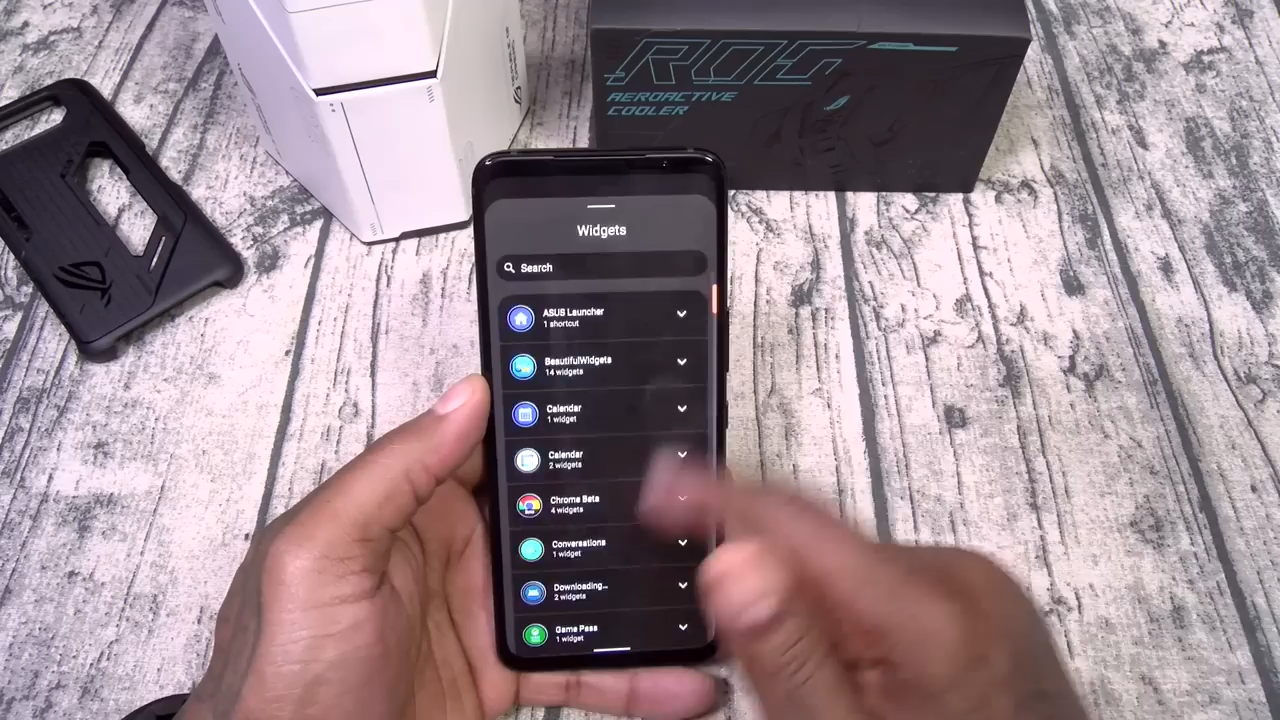 ROG
AEROACTIVE
COOLER
Widgets
Search
ASUS Launcher
1 shortcut
BeautifulWidgets
14 widgets
Calendar
1 widget
Calendar
2 widgets
Chrome Beta
4 widgets
Conversations
1 widget
Downloading...
2 widgets
Game Pass
1 widget